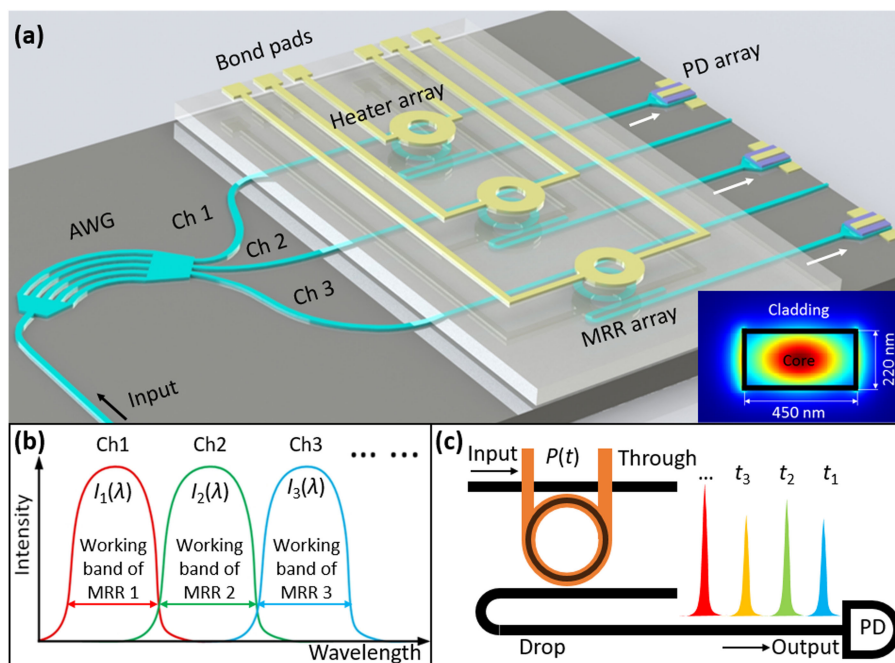 (a)
Bond pads
PD array
Heater array
AWG
Ch 1
Ch 2
Ch 3
MRR array
Input
Cladding
Core
220 nm
450 nm
(b)
Ch1 Ch2 Ch3 ... ...
Intensity
I₁(λ) I₂(λ) I₃(λ)
Working Working Working
band of band of band of
MRR 1 MRR 2 MRR 3
Wavelength
(c)
Input P(t) Through
... t₃ t₂ t₁
Drop
Output
PD